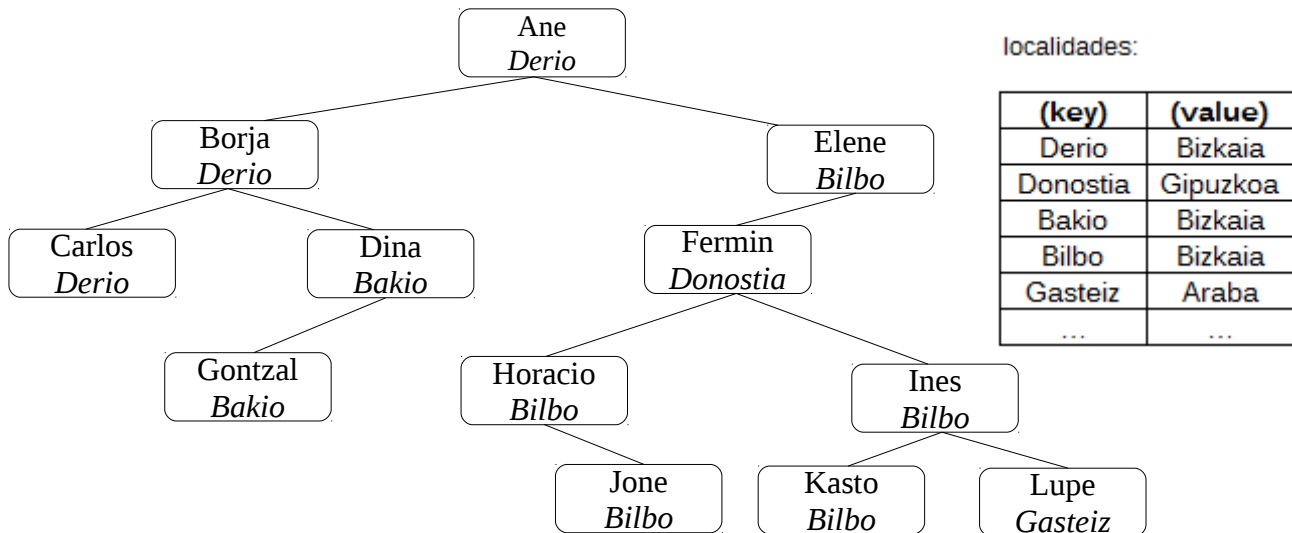 Ane
Derio
localidades:
(key) (value)
Derio Bizkaia
Donostia Gipuzkoa
Bakio Bizkaia
Bilbo Bizkaia
Gasteiz Araba
... ...
Borja
Derio
Elene
Bilbo
Carlos
Derio
Dina
Bakio
Fermin
Donostia
Gontzal
Bakio
Horacio
Bilbo
Ines
Bilbo
Jone
Bilbo
Kasto
Bilbo
Lupe
Gasteiz